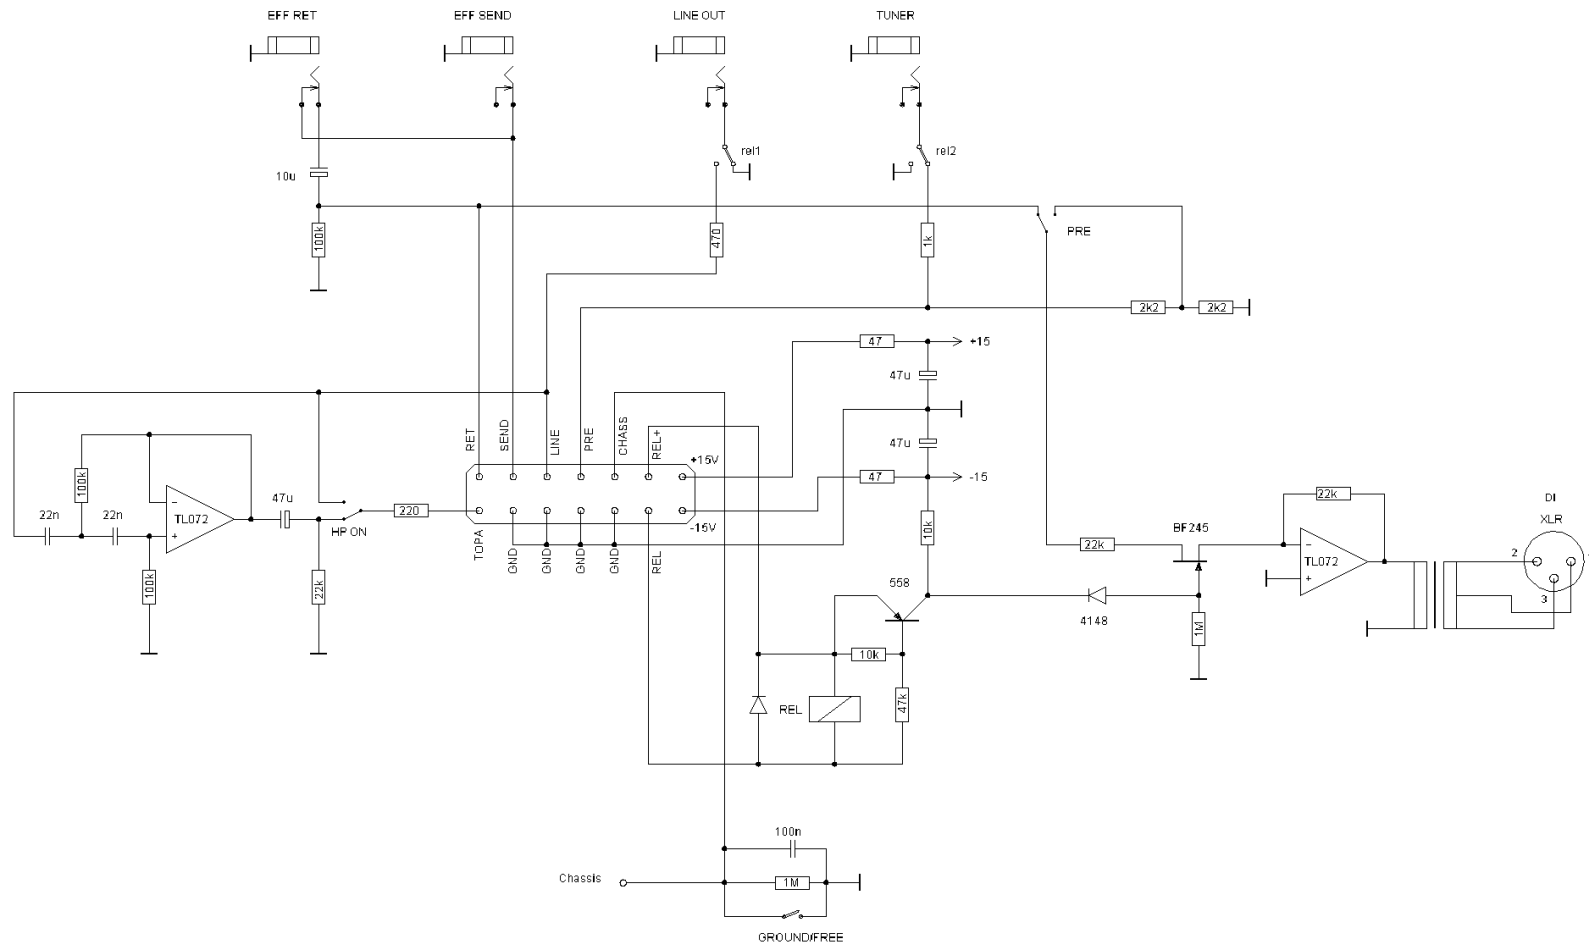 EFF RET EFF SEND LINE OUT TUNER
rel1 rel2
10u
100k 470 1k PRE
2k2 2k2
47 +15
47u
RET SEND LINE PRE CHASS REL+ 47u
+15V
100k 47 -15
22n 22n TL072 47u 220 22k DI
XLR
HP ON -15V 10k BF245
22k TL072 2
TOPA GND GND GND GND REL
100k 22k 558 3
4148 1M
10k
REL 47k
100n
Chassis 1M
GROUND/FREE